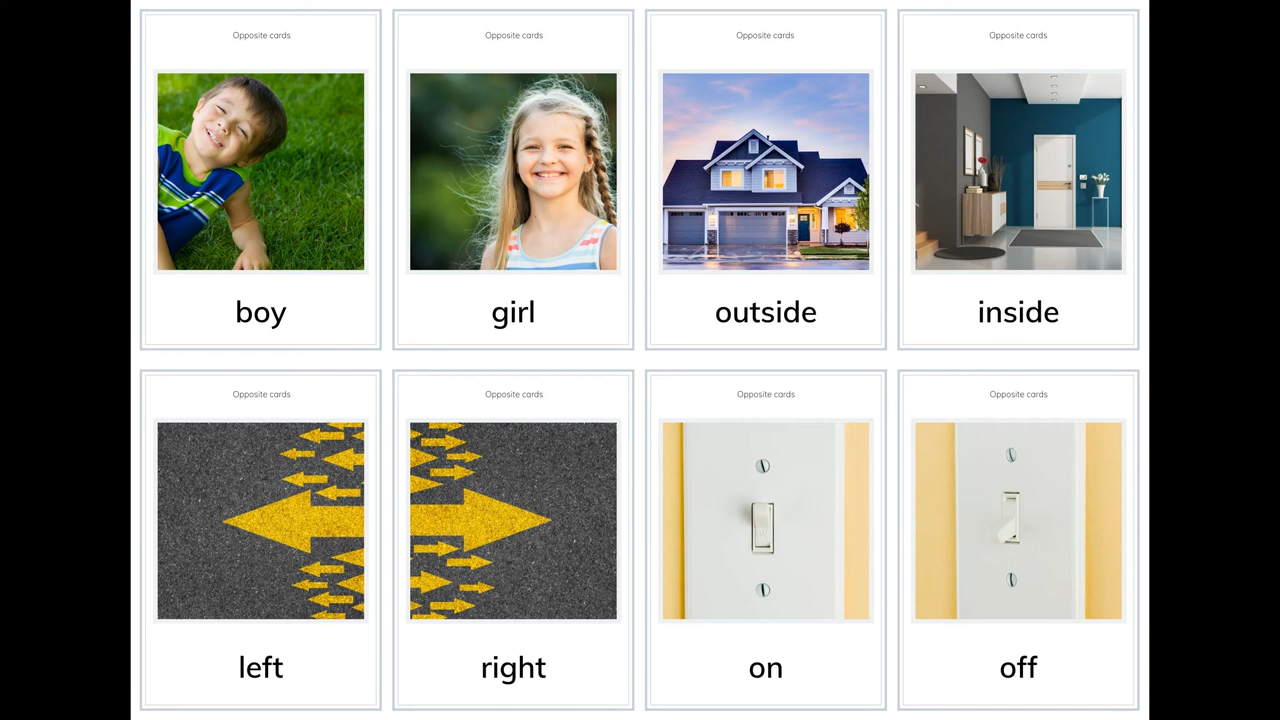 Opposite cards
Opposite cards
Opposite cards
Opposite cards
boy
girl
outside
inside
Opposite cards
Opposite cards
Opposite cards
Opposite cards
left
right
on
off